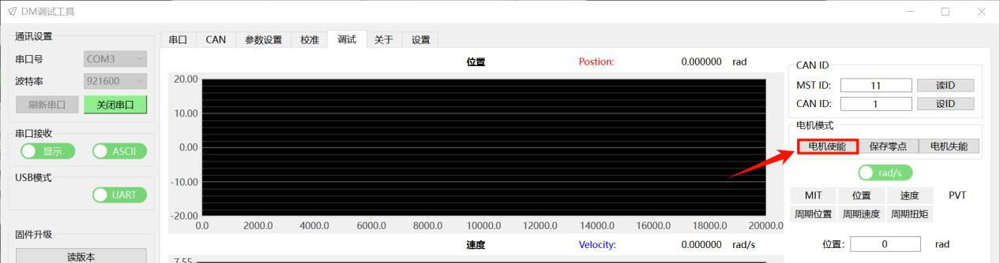 DM调试工具
通讯设置
串口号 COM3
波特率 921600
刷新串口 关闭串口
串口接收
显示 ASCII
USB模式
UART
固件升级
读版本
串口 CAN 参数设置 校准 调试 关于 设置
位置 Postion: 0.000000 rad
20.00
10.00
0.00
-10.00
-20.00
0.0 2000.0 4000.0 6000.0 8000.0 10000.0 12000.0 14000.0 16000.0 18000.0 20000.0
速度 Velocity: 0.000000 rad/s
7.55
CAN ID
MST ID: 11 读ID
CAN ID: 1 设ID
电机模式
电机使能 保存零点 电机失能
rad/s
MIT 位置 速度 PVT
周期位置 周期速度 周期扭矩
位置: 0 rad